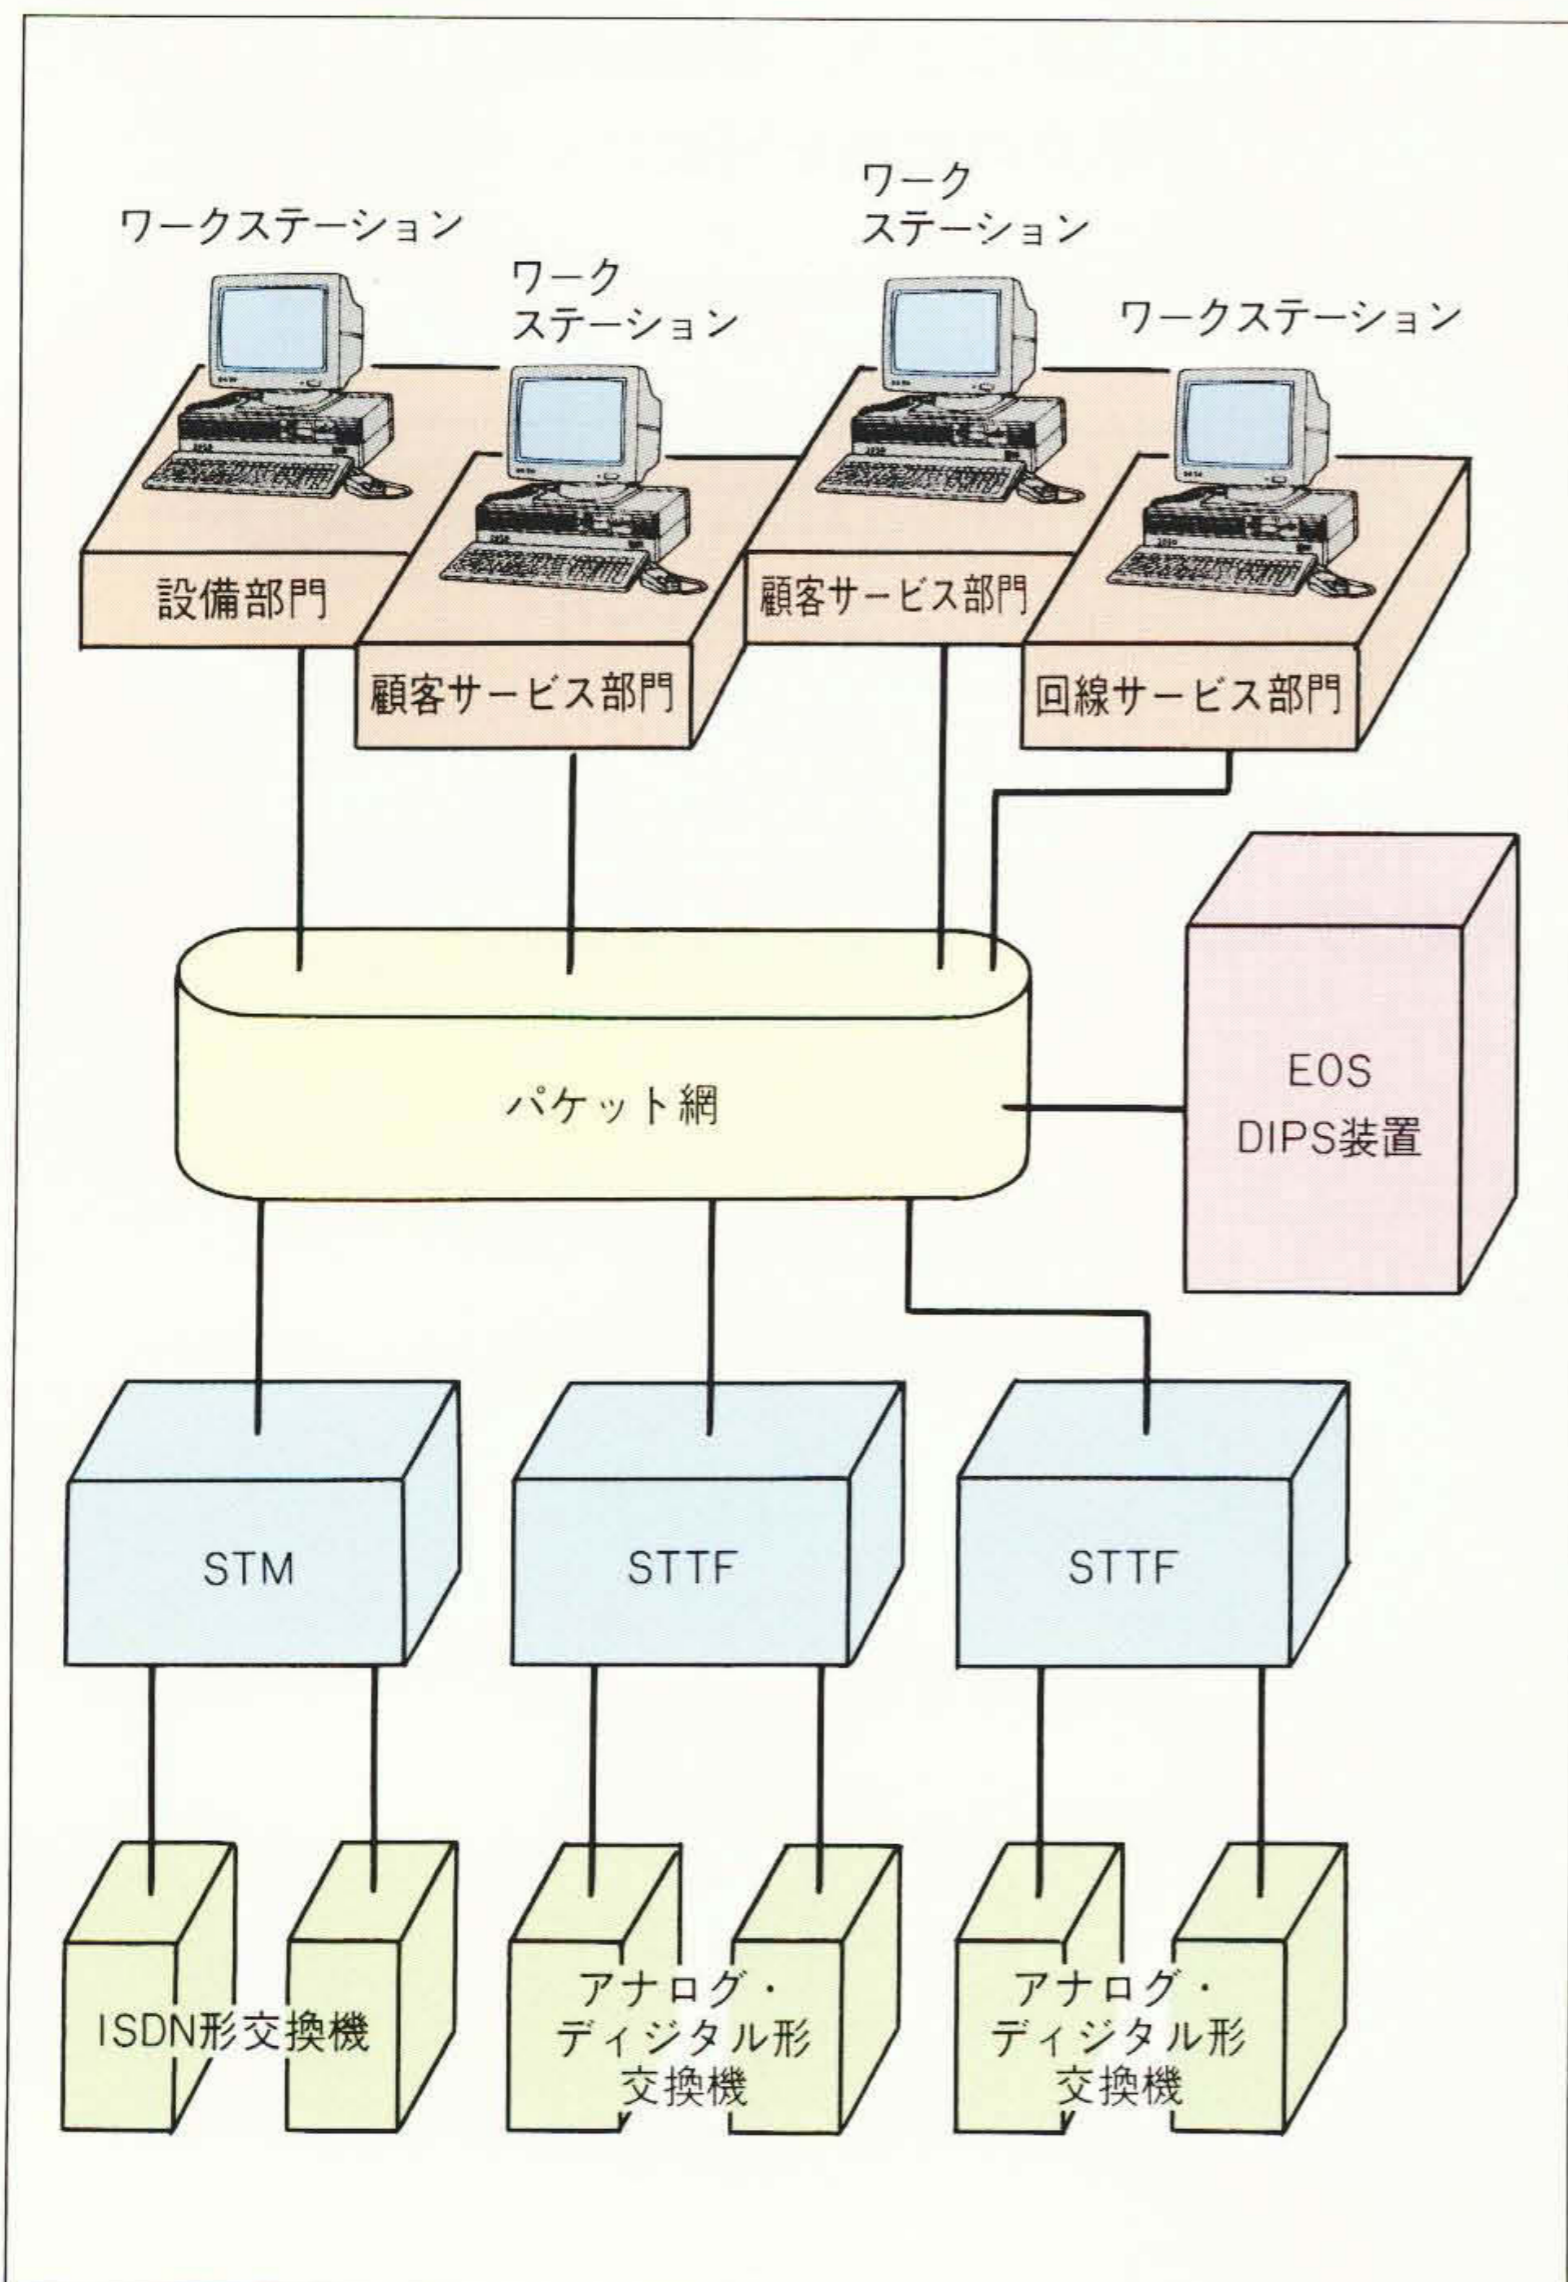 ワークステーション
ワーク
ステーション
ワーク
ステーション
ワークステーション
設備部門
顧客サービス部門
顧客サービス部門
回線サービス部門
パケット網
EOS
DIPS装置
STM
STTF
STTF
ISDN形交換機
アナログ・
ディジタル形
交換機
アナログ・
ディジタル形
交換機